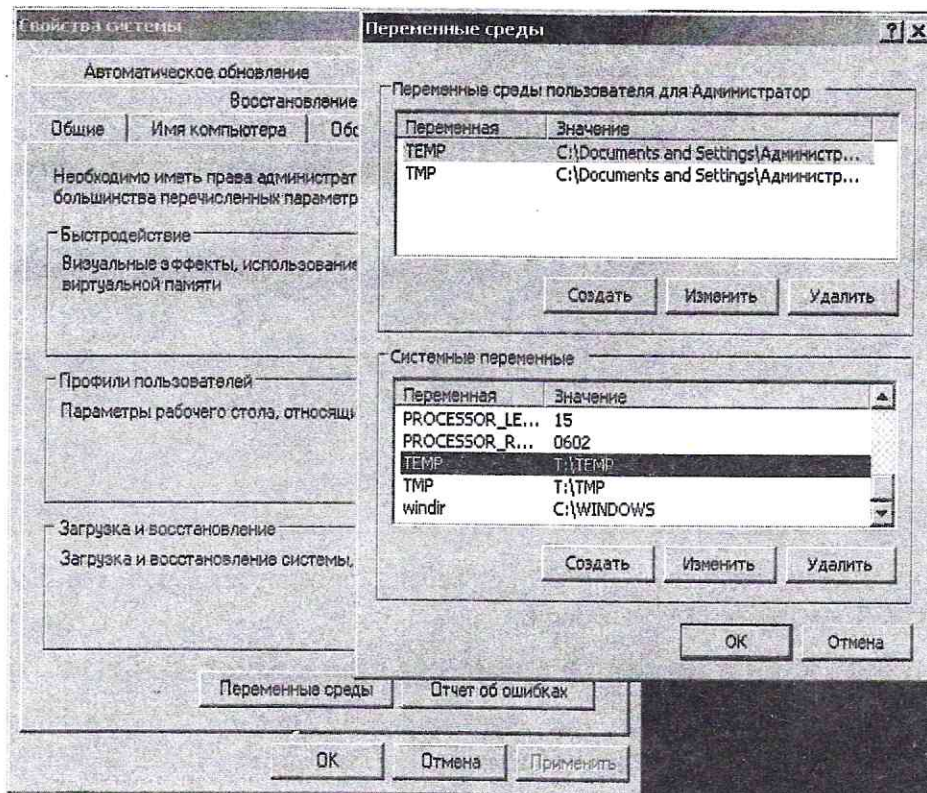 Свойства системы
Автоматическое обновление
Восстановление
Общие
Имя компьютера
Обс
Необходимо иметь права администрат
большинства перечисленных параметр
Быстродействие
Визуальные эффекты, использование
виртуальной памяти
Профили пользователей
Параметры рабочего стола, относящи
Загрузка и восстановление
Загрузка и восстановление системы,
Переменные среды
Отчет об ошибках
OK
Отмена
Применить
Переменные среды
Переменные среды пользователя для Администратор
Переменная Значение
TEMP C:\Documents and Settings\Администр...
TMP C:\Documents and Settings\Администр...
Создать
Изменить
Удалить
Системные переменные
Переменная Значение
PROCESSOR_LE... 15
PROCESSOR_R... 0602
TEMP T:\TEMP
TMP T:\TMP
windir C:\WINDOWS
Создать
Изменить
Удалить
OK
Отмена